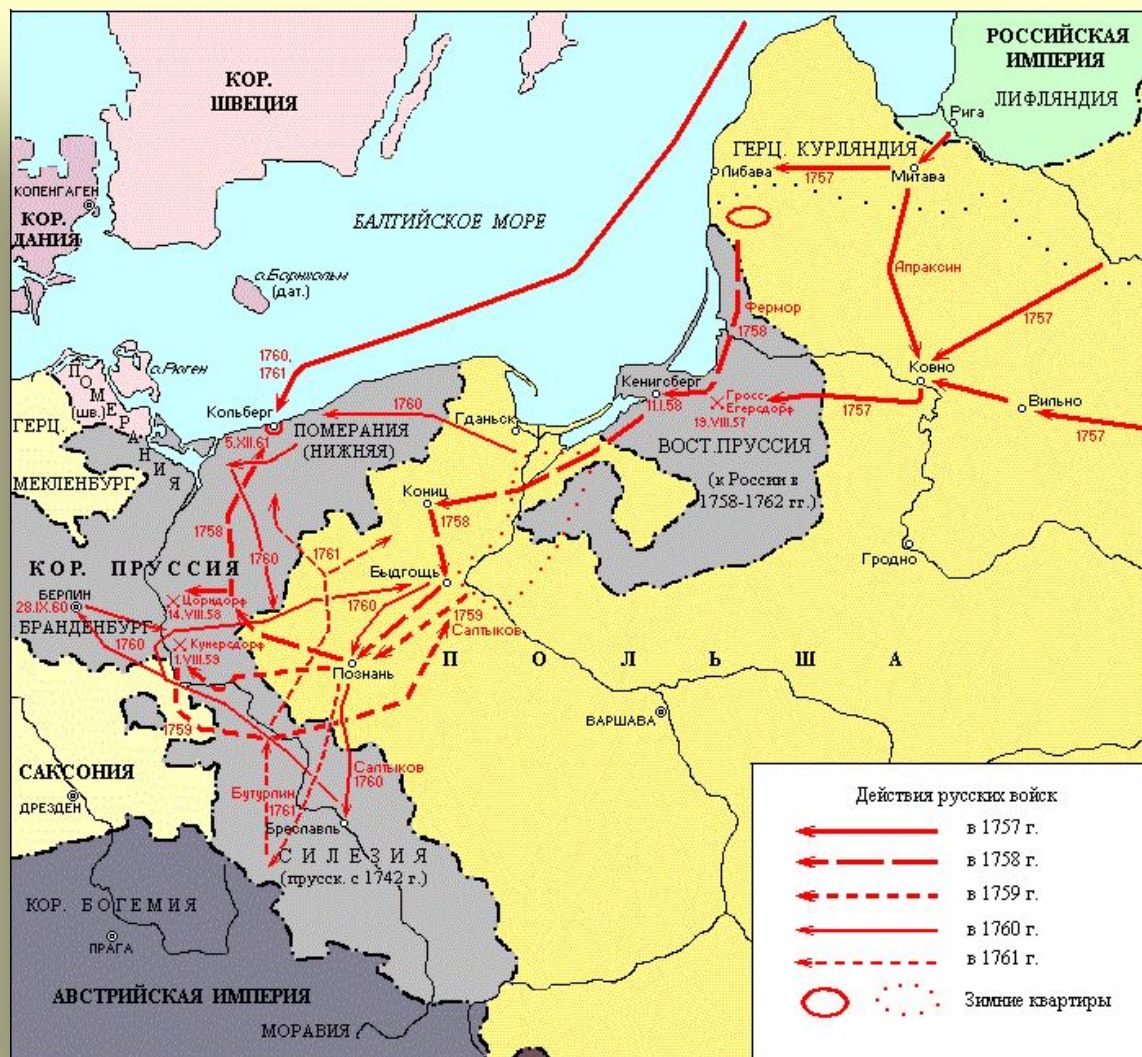 КОР.
ШВЕЦИЯ
РОССИЙСКАЯ
ИМПЕРИЯ
ЛИФЛЯНДИЯ
Рига
ГЕРЦ. КУРЛЯНДИЯ
Либава
1757
Митава
КОПЕНГАГЕН
КОР.
ДАНИЯ
БАЛТИЙСКОЕ МОРЕ
о.Борнхольм
(дат.)
Апраксин
1757
Фермор
1758
1760,
1761
о.Рюген
ПОМЕРАНИЯ
(шв.)
Кольберг
5.XII.61
ПОМЕРАНИЯ
(НИЖНЯЯ)
1760
Гданьск
Кенигсберг
11.I.58
Гросс-
Егерсдорф
19.VIII.57
1757
Ковно
Вильно
1757
ВОСТ. ПРУССИЯ
(к России в
1758-1762 гг.)
ГЕРЦ.
МЕКЛЕНБУРГ
Кониц
1758
1758
1760
1761
Гродно
КОР. ПРУССИЯ
Быдгощь
БЕРЛИН
28.IX.60
Цорндорф
14.VIII.58
БРАНДЕНБУРГ
1760
1760
1759
Салтыков
Кунерсдорф
1.VIII.59
Познань
ПОЛЬША
ВАРШАВА
1759
САКСОНИЯ
ДРЕЗДЕН
Салтыков
1760
Бутурлин
1761
Бреславль
СИЛЕЗИЯ
(прусск. с 1742 г.)
КОР. БОГЕМИЯ
ПРАГА
АВСТРИЙСКАЯ ИМПЕРИЯ
МОРАВИЯ
Действия русских войск
в 1757 г.
в 1758 г.
в 1759 г.
в 1760 г.
в 1761 г.
Зимние квартиры